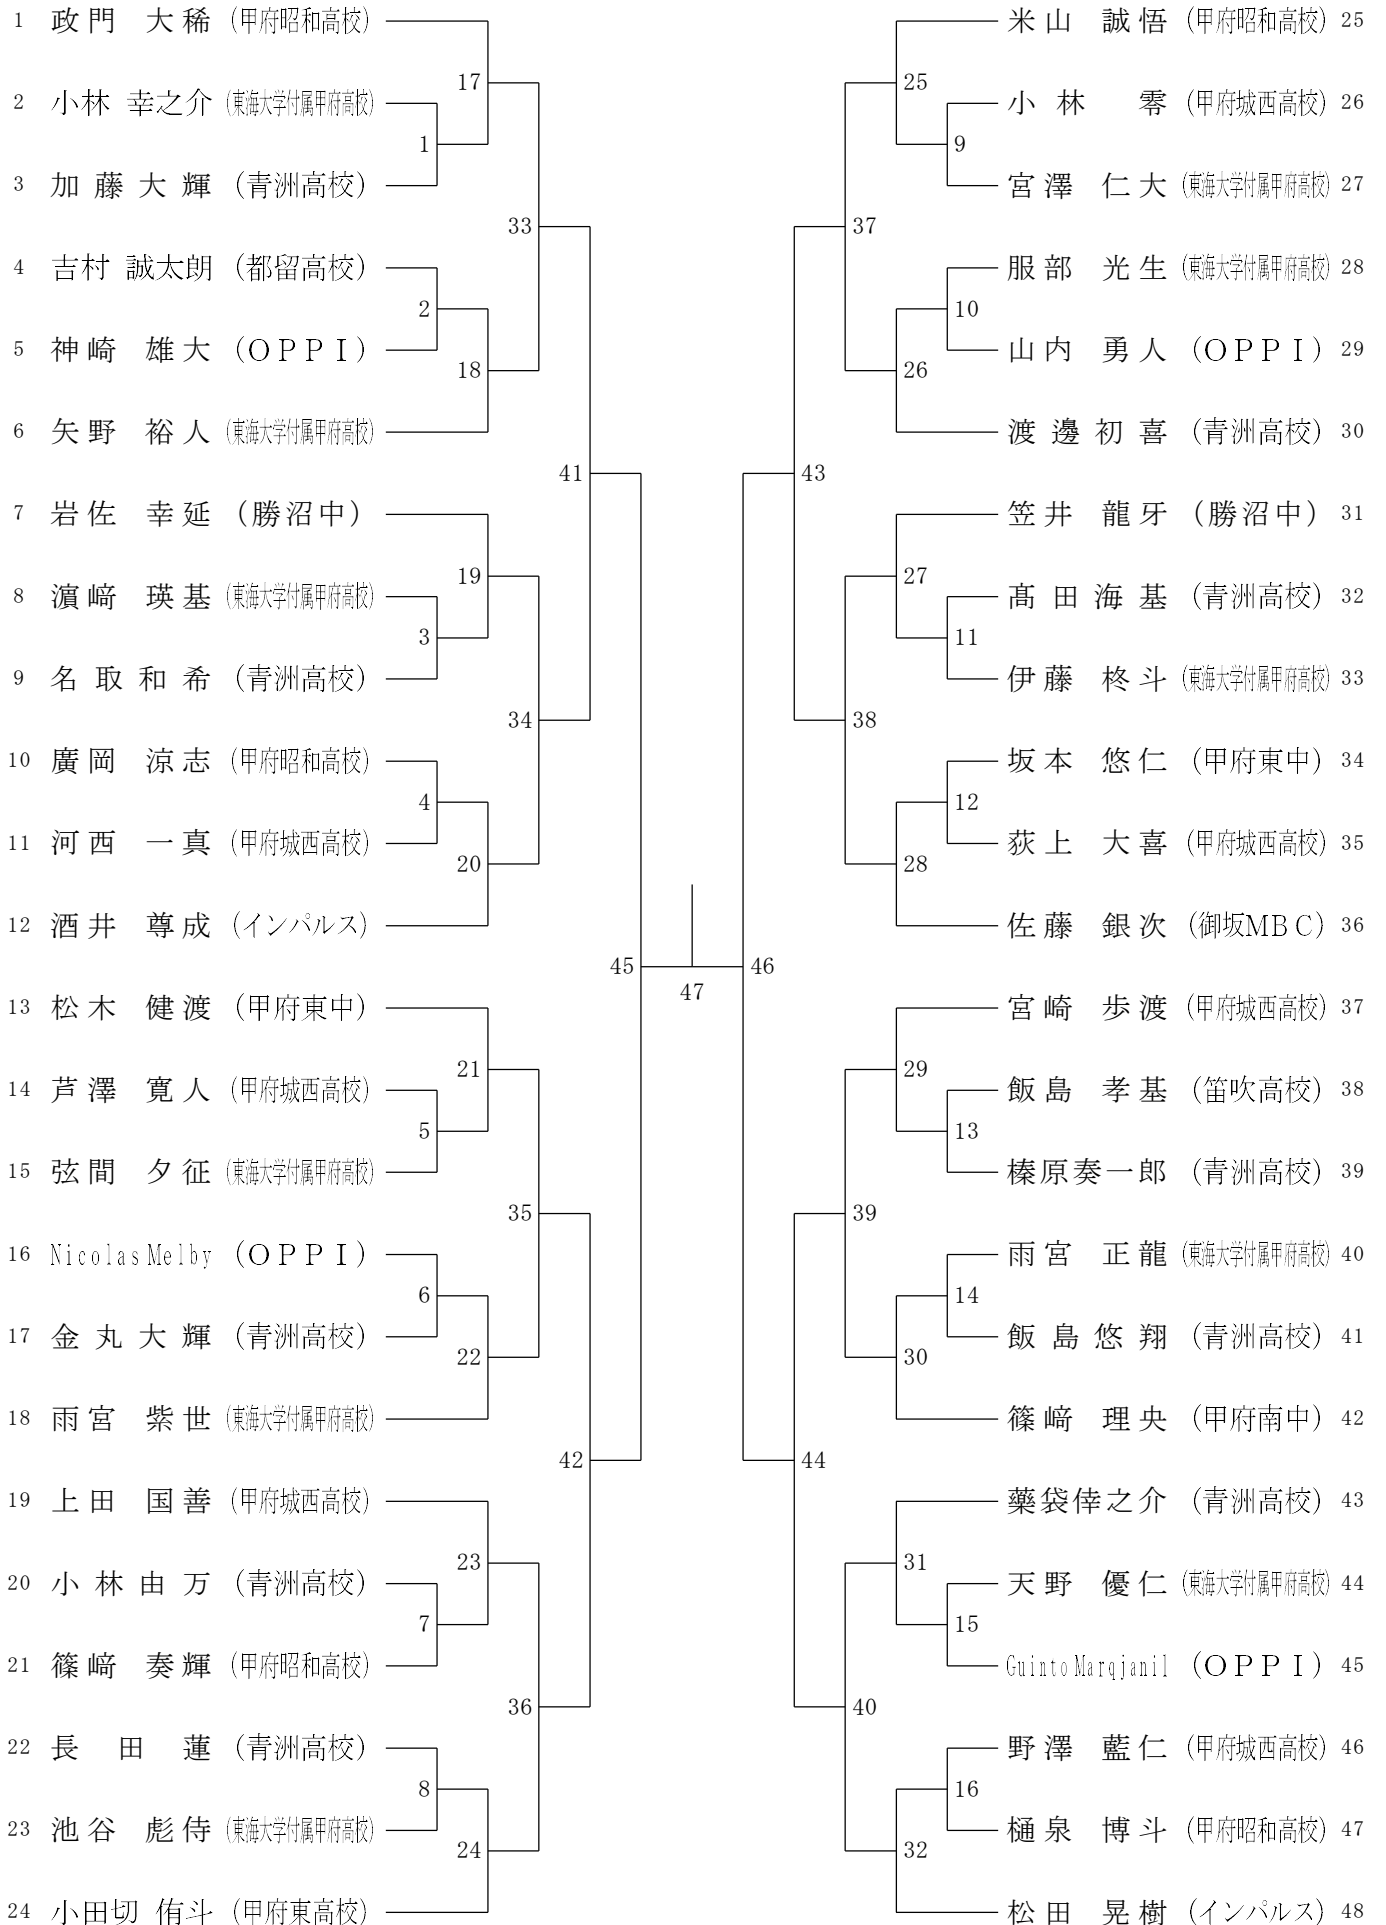 1 政門 大稀 (甲府昭和高校)
2 小林 幸之介 (東海大学付属甲府高校)
3 加藤大輝 (青洲高校)
4 吉村 誠太朗 (都留高校)
5 神崎 雄大 (ＯＰＰＩ)
6 矢野 裕人 (東海大学付属甲府高校)
7 岩佐 幸延 (勝沼中)
8 濵﨑 瑛基 (東海大学付属甲府高校)
9 名取和希 (青洲高校)
10 廣岡 涼志 (甲府昭和高校)
11 河西 一真 (甲府城西高校)
12 酒井 尊成 (インパルス)
13 松木 健渡 (甲府東中)
14 芦澤 寛人 (甲府城西高校)
15 弦間 夕征 (東海大学付属甲府高校)
16 Nicolas Melby (ＯＰＰＩ)
17 金丸大輝 (青洲高校)
18 雨宮 紫世 (東海大学付属甲府高校)
19 上田 国善 (甲府城西高校)
20 小林由万 (青洲高校)
21 篠﨑 奏輝 (甲府昭和高校)
22 長田 蓮 (青洲高校)
23 池谷 彪侍 (東海大学付属甲府高校)
24 小田切 侑斗 (甲府東高校)
1
2
3
4
5
6
7
8
17
18
19
20
21
22
23
24
33
34
35
36
41
42
45
47
46
43
44
37
38
39
40
25
26
27
28
29
30
31
32
9
10
11
12
13
14
15
16
米山 誠悟 (甲府昭和高校) 25
小林 零 (甲府城西高校) 26
宮澤 仁大 (東海大学付属甲府高校) 27
服部 光生 (東海大学付属甲府高校) 28
山内 勇人 (ＯＰＰＩ) 29
渡邊初喜 (青洲高校) 30
笠井 龍牙 (勝沼中) 31
髙田海基 (青洲高校) 32
伊藤 柊斗 (東海大学付属甲府高校) 33
坂本 悠仁 (甲府東中) 34
荻上 大喜 (甲府城西高校) 35
佐藤 銀次 (御坂ＭＢＣ) 36
宮崎 歩渡 (甲府城西高校) 37
飯島 孝基 (笛吹高校) 38
榛原奏一郎 (青洲高校) 39
雨宮 正龍 (東海大学付属甲府高校) 40
飯島悠翔 (青洲高校) 41
篠﨑 理央 (甲府南中) 42
藥袋倖之介 (青洲高校) 43
天野 優仁 (東海大学付属甲府高校) 44
Guinto Marqjanil (ＯＰＰＩ) 45
野澤 藍仁 (甲府城西高校) 46
樋泉 博斗 (甲府昭和高校) 47
松田 晃樹 (インパルス) 48